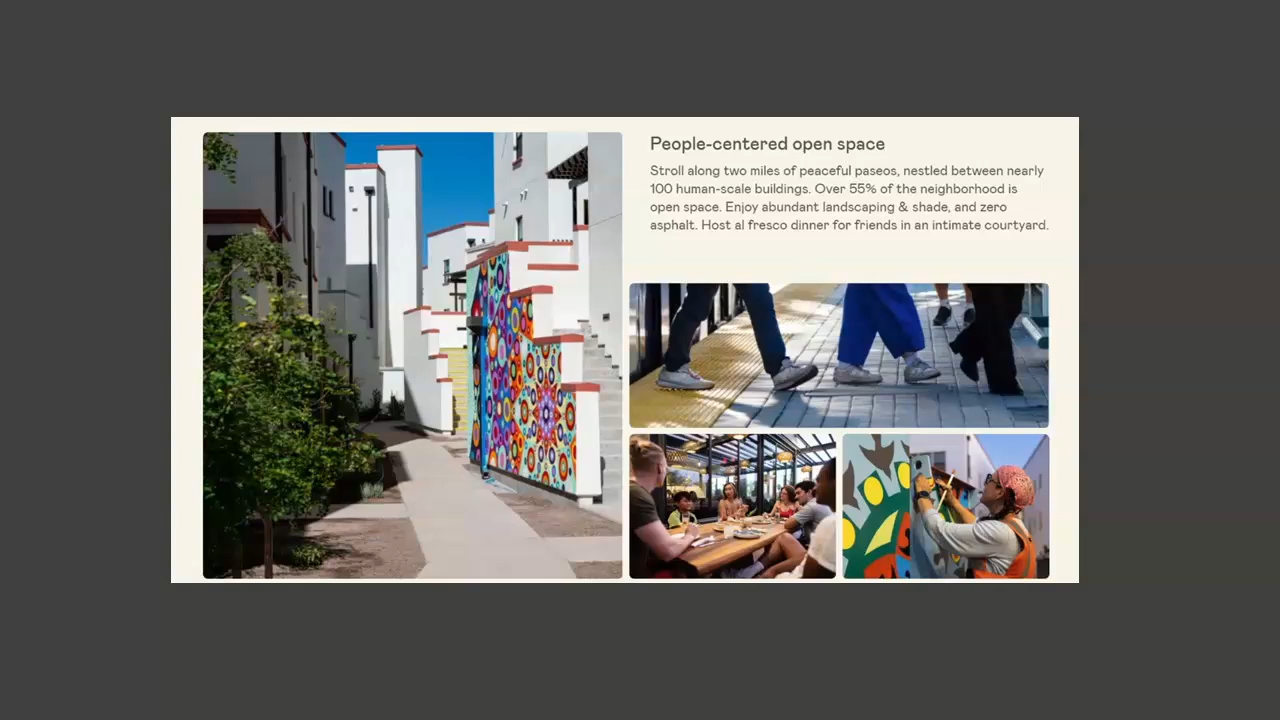 People-centered open space
Stroll along two miles of peaceful paseos, nestled between nearly
100 human-scale buildings. Over 55% of the neighborhood is
open space. Enjoy abundant landscaping & shade, and zero
asphalt. Host al fresco dinner for friends in an intimate courtyard.